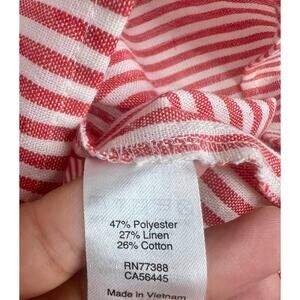 47% Polyester
27% Linen
26% Cotton
RN77388
CA56445
Made in Vietnam